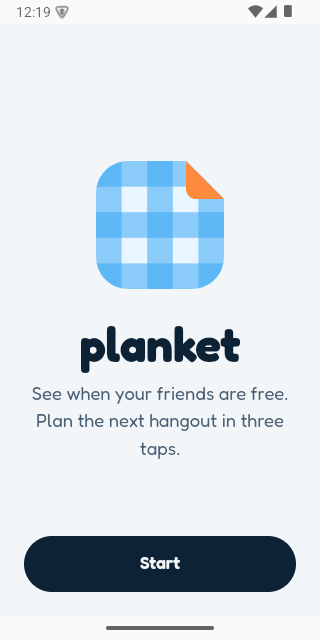 12:19
planket
See when your friends are free.
Plan the next hangout in three
taps.
Start